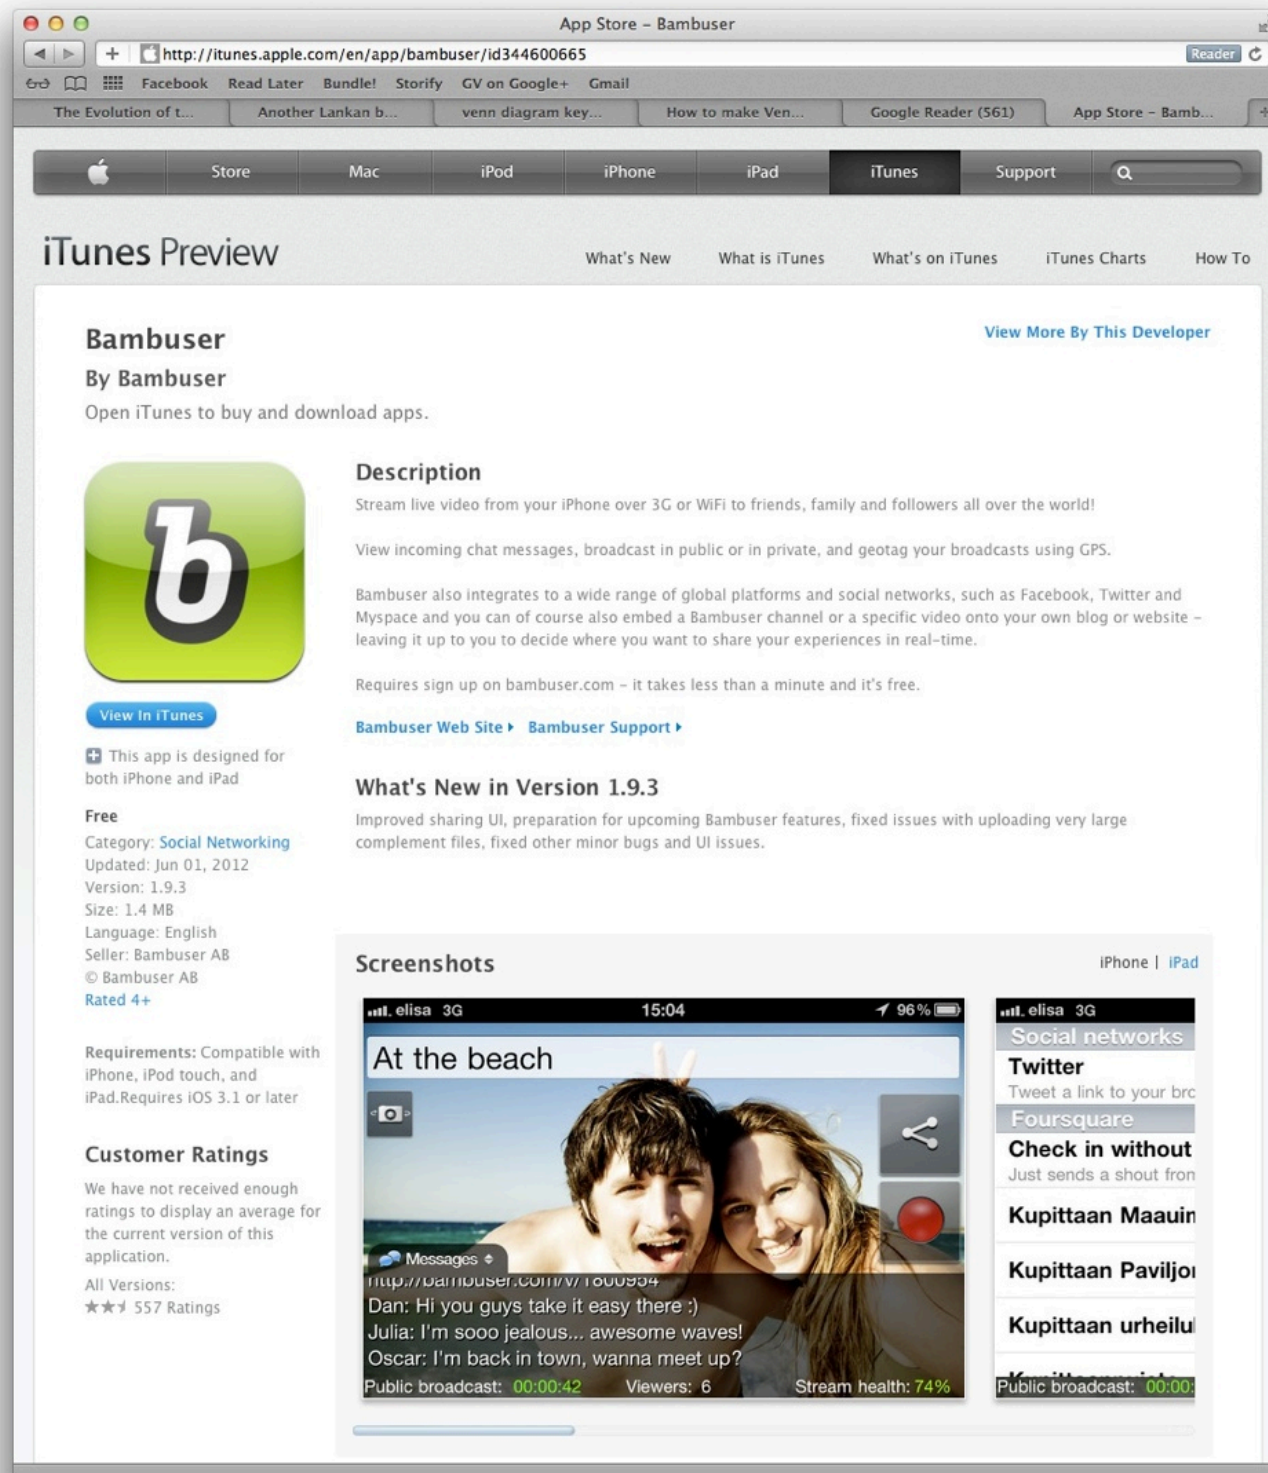 App Store – Bambuser
http://itunes.apple.com/en/app/bambuser/id344600665
Reader
Facebook Read Later Bundle! Storify GV on Google+ Gmail
The Evolution of t... Another Lankan b... venn diagram key... How to make Ven... Google Reader (561) App Store – Bamb...
Store Mac iPod iPhone iPad iTunes Support
iTunes Preview
What's New What is iTunes What's on iTunes iTunes Charts How To
Bambuser
View More By This Developer
By Bambuser
Open iTunes to buy and download apps.
b
View In iTunes
This app is designed for
both iPhone and iPad
Free
Category: Social Networking
Updated: Jun 01, 2012
Version: 1.9.3
Size: 1.4 MB
Language: English
Seller: Bambuser AB
© Bambuser AB
Rated 4+
Requirements: Compatible with
iPhone, iPod touch, and
iPad.Requires iOS 3.1 or later
Customer Ratings
We have not received enough
ratings to display an average for
the current version of this
application.
All Versions:
557 Ratings
Description
Stream live video from your iPhone over 3G or WiFi to friends, family and followers all over the world!
View incoming chat messages, broadcast in public or in private, and geotag your broadcasts using GPS.
Bambuser also integrates to a wide range of global platforms and social networks, such as Facebook, Twitter and
Myspace and you can of course also embed a Bambuser channel or a specific video onto your own blog or website –
leaving it up to you to decide where you want to share your experiences in real-time.
Requires sign up on bambuser.com – it takes less than a minute and it's free.
Bambuser Web Site Bambuser Support
What's New in Version 1.9.3
Improved sharing UI, preparation for upcoming Bambuser features, fixed issues with uploading very large
complement files, fixed other minor bugs and UI issues.
Screenshots
iPhone | iPad
elisa 3G 15:04 96%
At the beach
Messages
http://bambuser.com/v/1800954
Dan: Hi you guys take it easy there :)
Julia: I'm sooo jealous... awesome waves!
Oscar: I'm back in town, wanna meet up?
Public broadcast: 00:00:42 Viewers: 6 Stream health: 74%
elisa 3G
Social networks
Twitter
Tweet a link to your brc
Foursquare
Check in without
Just sends a shout fron
Kupittaan Maauin
Kupittaan Paviljo
Kupittaan urheilu
Public broadcast: 00:00: